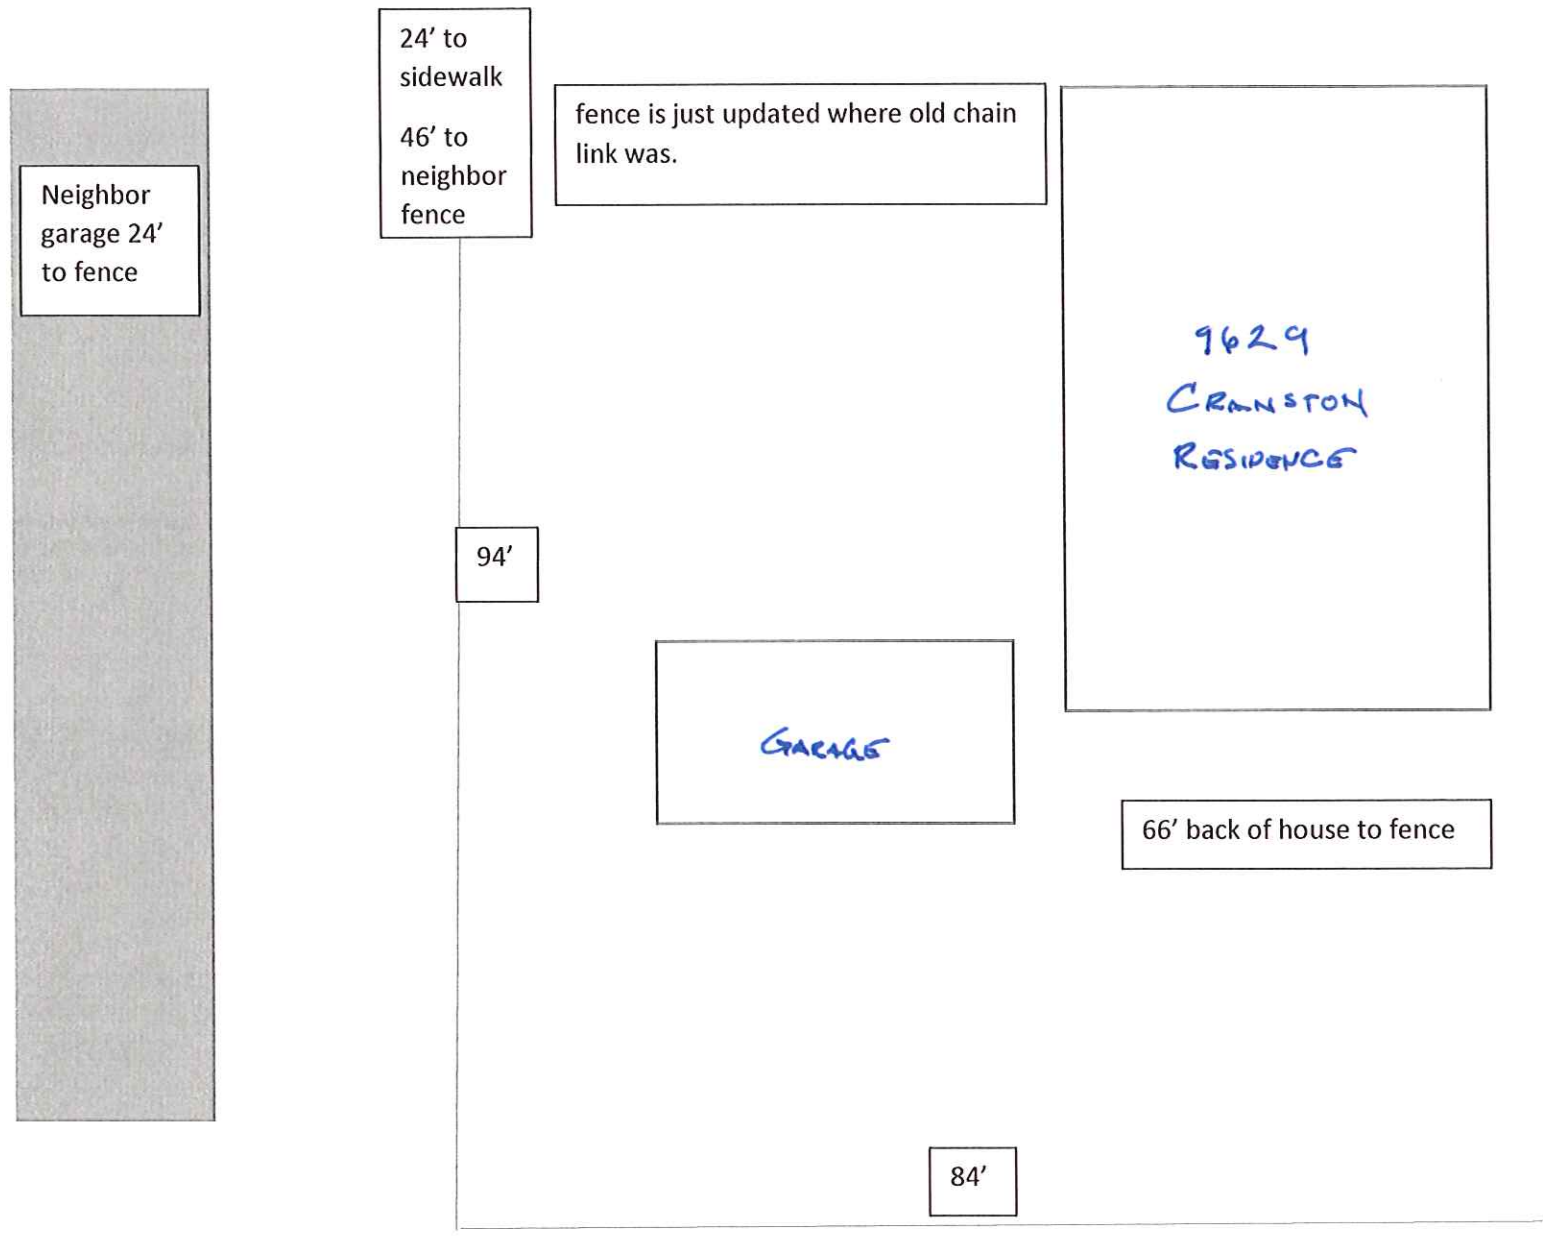 24’ to
sidewalk
46’ to
neighbor
fence
fence is just updated where old chain
link was.
Neighbor
garage 24’
to fence
9629
CRANSTON
RESIDENCE
94’
GARAGE
66’ back of house to fence
84’